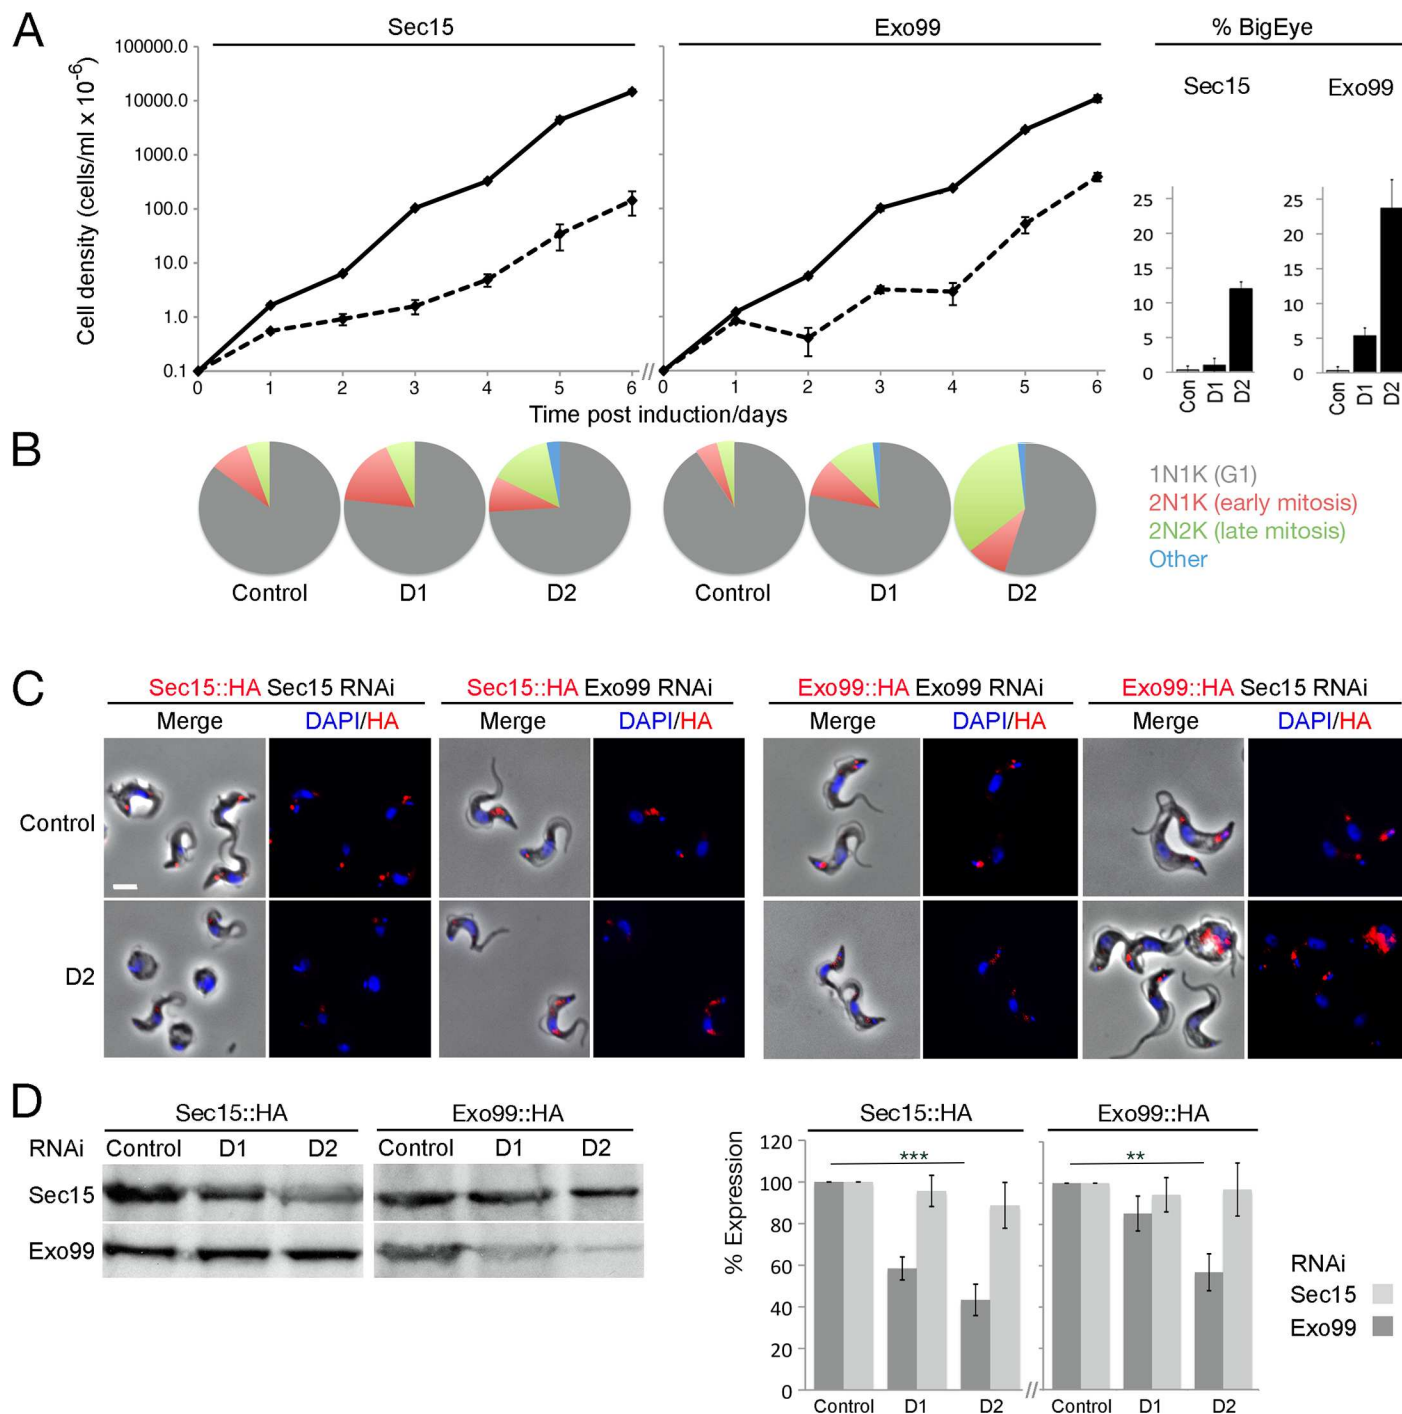 A
Sec15
Exo99
% BigEye
Cell density (cells/ml x 10-6)
100000.0
10000.0
1000.0
100.0
10.0
1.0
0.1
0 1 2 3 4 5 6 // 0 1 2 3 4 5 6
Time post induction/days
Sec15
Exo99
25
20
15
10
5
0
Con D1 D2
25
20
15
10
5
0
Con D1 D2
B
Control D1 D2 Control D1 D2
1N1K (G1)
2N1K (early mitosis)
2N2K (late mitosis)
Other
C
Sec15::HA Sec15 RNAi
Sec15::HA Exo99 RNAi
Exo99::HA Exo99 RNAi
Exo99::HA Sec15 RNAi
Merge DAPI/HA Merge DAPI/HA Merge DAPI/HA Merge DAPI/HA
Control
D2
D
Sec15::HA Exo99::HA
RNAi Control D1 D2 Control D1 D2
Sec15
Exo99
Sec15::HA Exo99::HA
% Expression
120
100
80
60
40
20
0
*** **
Control D1 D2 // Control D1 D2
RNAi
Sec15
Exo99